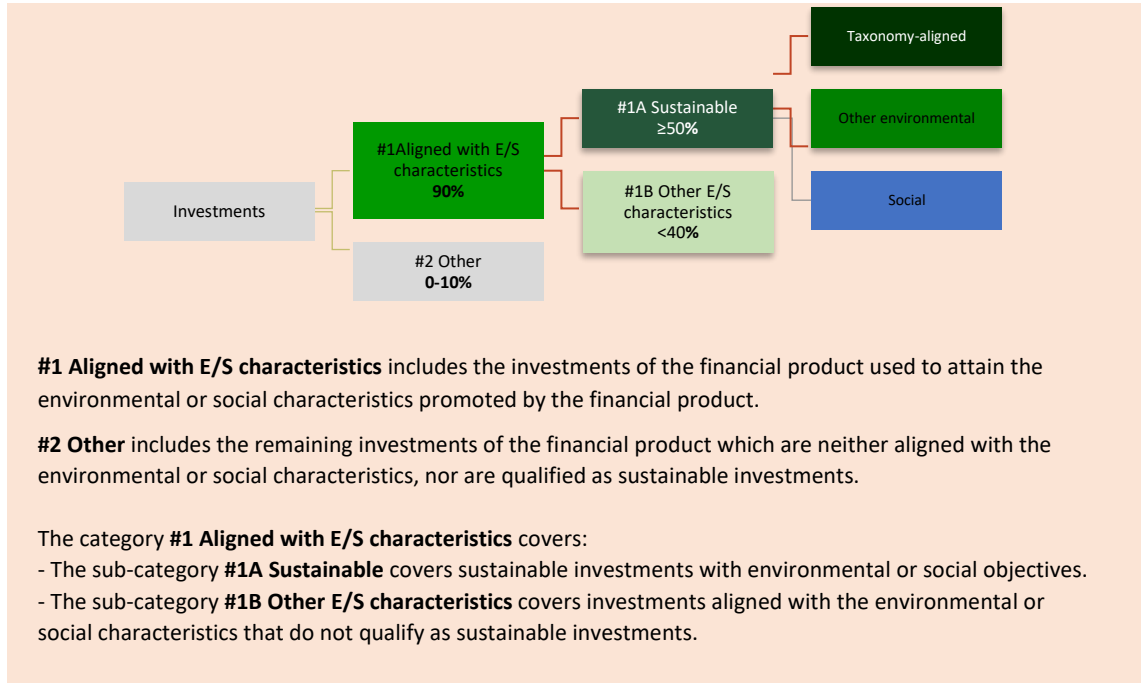 Taxonomy-aligned
#1A Sustainable
≥50%
Other environmental
#1Aligned with E/S
characteristics
90%
#1B Other E/S
characteristics
<40%
Social
Investments
#2 Other
0-10%
#1 Aligned with E/S characteristics includes the investments of the financial product used to attain the
environmental or social characteristics promoted by the financial product.
#2 Other includes the remaining investments of the financial product which are neither aligned with the
environmental or social characteristics, nor are qualified as sustainable investments.
The category #1 Aligned with E/S characteristics covers:
- The sub-category #1A Sustainable covers sustainable investments with environmental or social objectives.
- The sub-category #1B Other E/S characteristics covers investments aligned with the environmental or
social characteristics that do not qualify as sustainable investments.